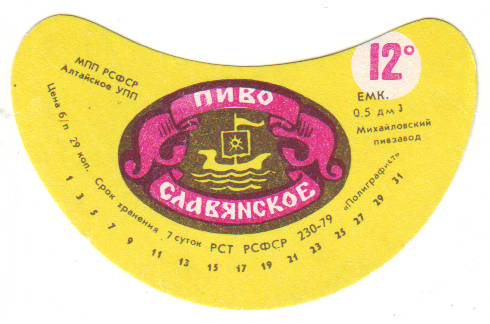 МПП РСФСР
Алтайское УПП
12°
ЕМК.
0.5 дм3
Михайловский
пивзавод
ПИВО
СЛАВЯНСКОЕ
Цена б/п 29 коп. Срок хранения 7 суток РСТ РСФСР 230-79 „Полиграфист"
1 3 5 7 9 11 13 15 17 19 21 23 25 27 29 31